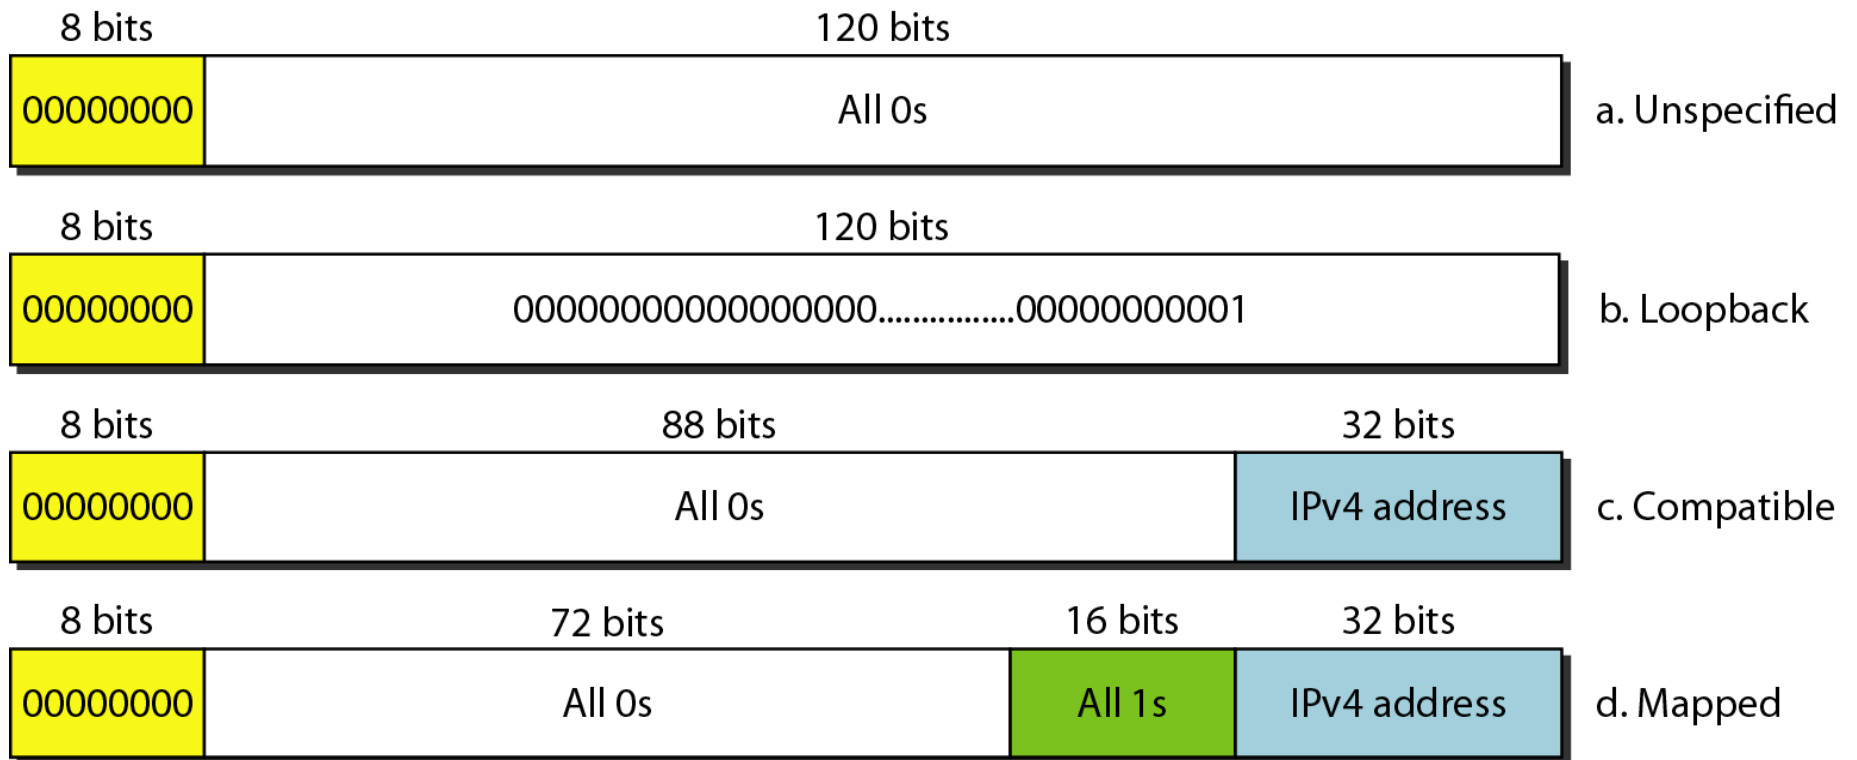 8 bits 120 bits
00000000 All 0s a. Unspecified
8 bits 120 bits
00000000 00000000000000000................00000000001 b. Loopback
8 bits 88 bits 32 bits
00000000 All 0s IPv4 address c. Compatible
8 bits 72 bits 16 bits 32 bits
00000000 All 0s All 1s IPv4 address d. Mapped